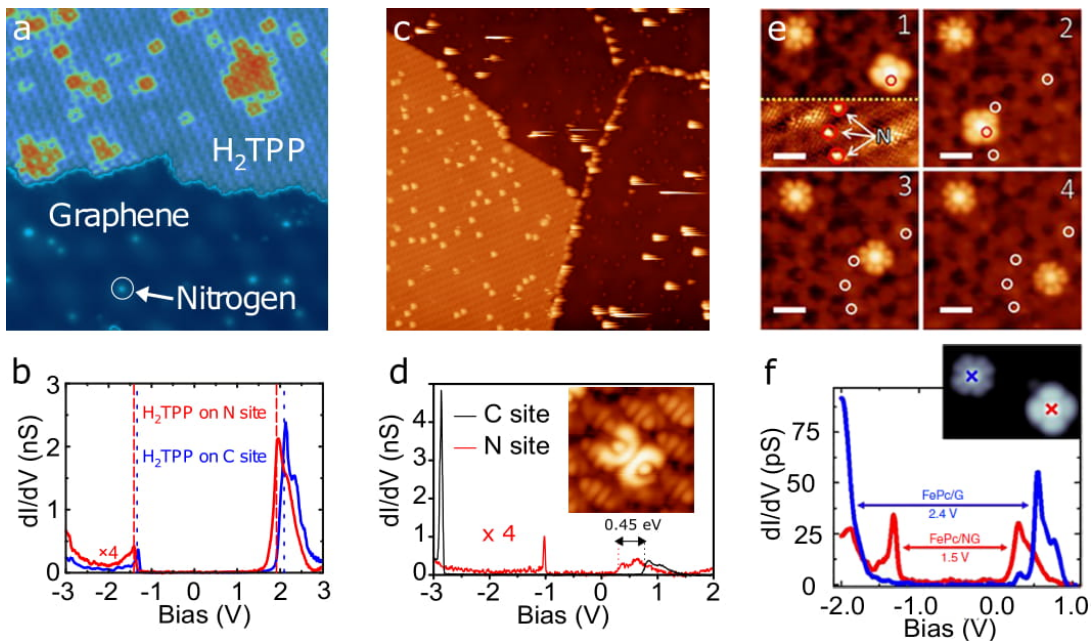 a
H₂TPP
Graphene
Nitrogen
b
3
2
1
0
dI/dV (nS)
H₂TPP on N site
H₂TPP on C site
×4
-3 -2 -1 0 1 2 3
Bias (V)
c
d
4
3
2
1
0
dI/dV (nS)
C site
N site
x 4
0.45 eV
-3 -2 -1 0 1 2
Bias (V)
e
1
N
2
3
4
f
75
50
25
0
dI/dV (pS)
FePc/G
2.4 V
FePc/NG
1.5 V
-2.0 -1.0 0.0 1.0
Bias (V)